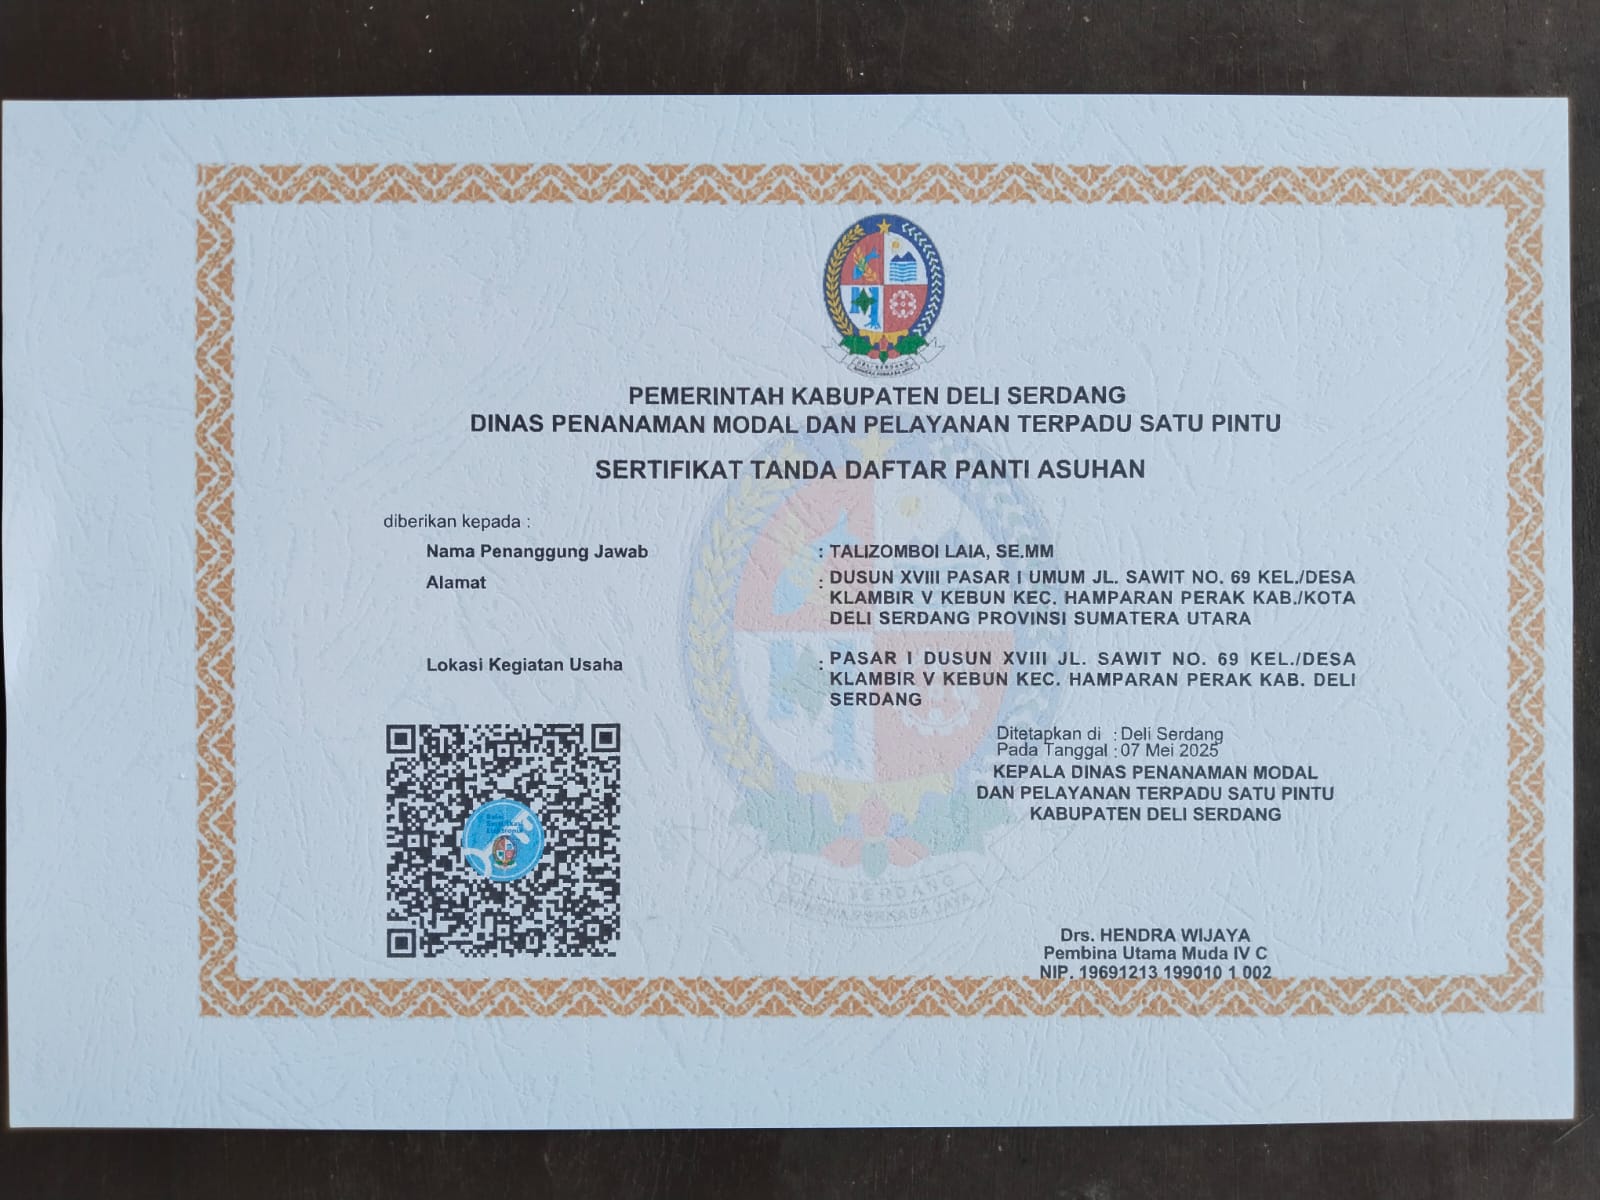 PEMERINTAH KABUPATEN DELI SERDANG
DINAS PENANAMAN MODAL DAN PELAYANAN TERPADU SATU PINTU
SERTIFIKAT TANDA DAFTAR PANTI ASUHAN
diberikan kepada :
Nama Penanggung Jawab : TALIZOMBOI LAIA, SE.MM
Alamat : DUSUN XVIII PASAR I UMUM JL. SAWIT NO. 69 KEL./DESA
KLAMBIR V KEBUN KEC. HAMPARAN PERAK KAB./KOTA
DELI SERDANG PROVINSI SUMATERA UTARA
Lokasi Kegiatan Usaha : PASAR I DUSUN XVIII JL. SAWIT NO. 69 KEL./DESA
KLAMBIR V KEBUN KEC. HAMPARAN PERAK KAB. DELI
SERDANG
Ditetapkan di : Deli Serdang
Pada Tanggal : 07 Mei 2025
KEPALA DINAS PENANAMAN MODAL
DAN PELAYANAN TERPADU SATU PINTU
KABUPATEN DELI SERDANG
Balai
Sertifikasi
Elektronik
DELI SERDANG
Drs. HENDRA WIJAYA
Pembina Utama Muda IV C
NIP. 19691213 199010 1 002